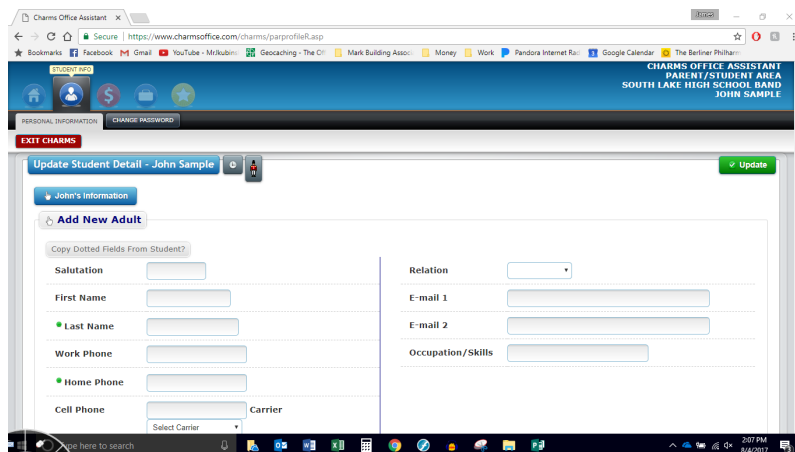 Charms Office Assistant
James
Secure | https://www.charmsoffice.com/charms/parprofileR.asp
Bookmarks Facebook Gmail YouTube - MrJkubins Geocaching - The Of Mark Building Assoc Money Work Pandora Internet Rad Google Calendar The Berliner Philharm
STUDENT INFO
CHARMS OFFICE ASSISTANT
PARENT/STUDENT AREA
SOUTH LAKE HIGH SCHOOL BAND
JOHN SAMPLE
PERSONAL INFORMATION CHANGE PASSWORD
EXIT CHARMS
Update Student Detail - John Sample
Update
John's Information
Add New Adult
Copy Dotted Fields From Student?
Salutation
Relation
First Name
E-mail 1
Last Name
E-mail 2
Work Phone
Occupation/Skills
Home Phone
Cell Phone
Carrier
Select Carrier
ype here to search
2:07 PM
8/4/2017